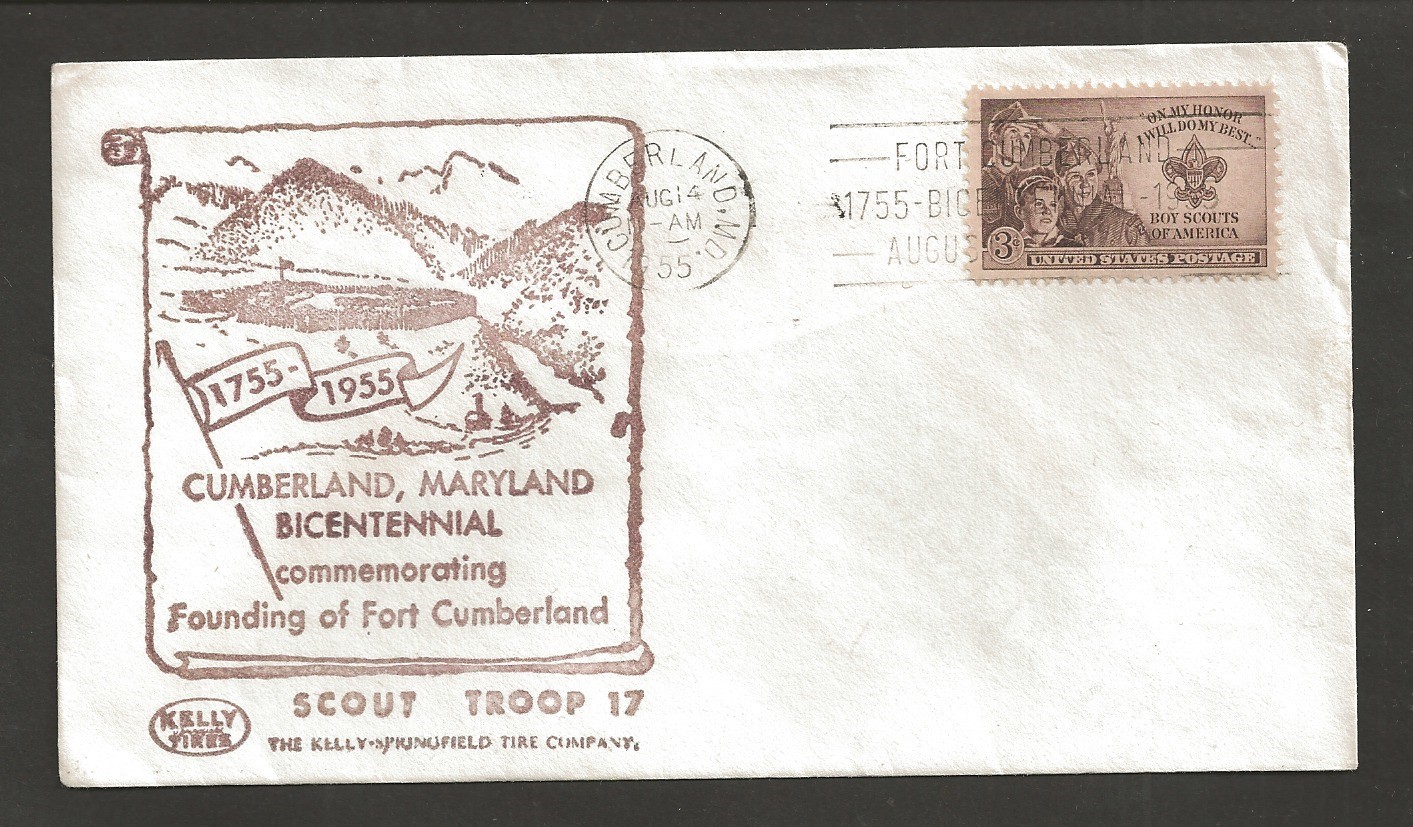 1755-
1955
CUMBERLAND, MARYLAND
BICENTENNIAL
commemorating
Founding of Fort Cumberland
SCOUT TROOP 17
KELLY
TIRES
THE KELLY-SPRINGFIELD TIRE COMPANY.
CUMBERLAND, MD.
AUG 14
-AM
1955
FORT CUMBERLAND
1755-BICE L-1955
AUGUS
"ON MY HONOR
I WILL DO MY BEST..."
BOY SCOUTS
OF AMERICA
3¢
UNITED STATES POSTAGE